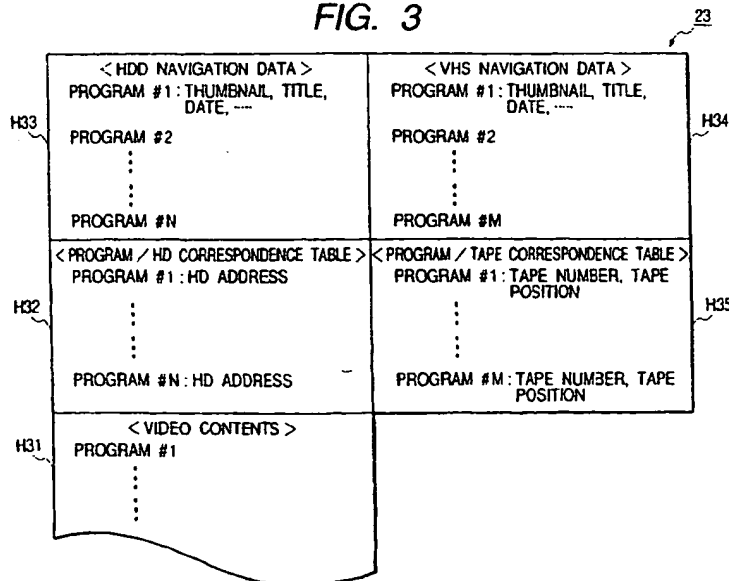 FIG. 3
23
< HDD NAVIGATION DATA >
PROGRAM #1 : THUMBNAIL, TITLE,
DATE, ----
PROGRAM #2
PROGRAM #N
H33
< VHS NAVIGATION DATA >
PROGRAM #1 : THUMBNAIL, TITLE,
DATE, ----
PROGRAM #2
PROGRAM #M
H34
< PROGRAM / HD CORRESPONDENCE TABLE >
PROGRAM #1 : HD ADDRESS
PROGRAM #N : HD ADDRESS
H32
< PROGRAM / TAPE CORRESPONDENCE TABLE >
PROGRAM #1 : TAPE NUMBER, TAPE
POSITION
PROGRAM #M : TAPE NUMBER, TAPE
POSITION
H35
< VIDEO CONTENTS >
PROGRAM #1
H31